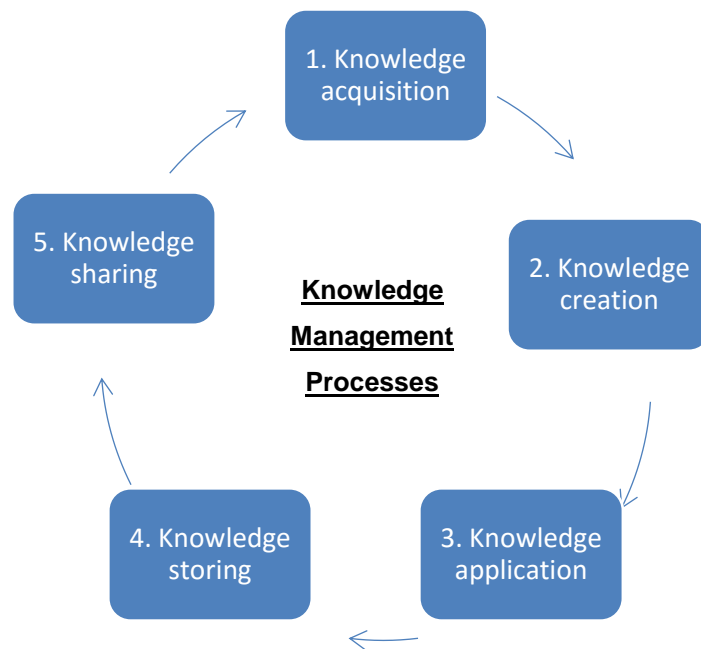 1. Knowledge
acquisition
2. Knowledge
creation
3. Knowledge
application
4. Knowledge
storing
5. Knowledge
sharing
Knowledge
Management
Processes